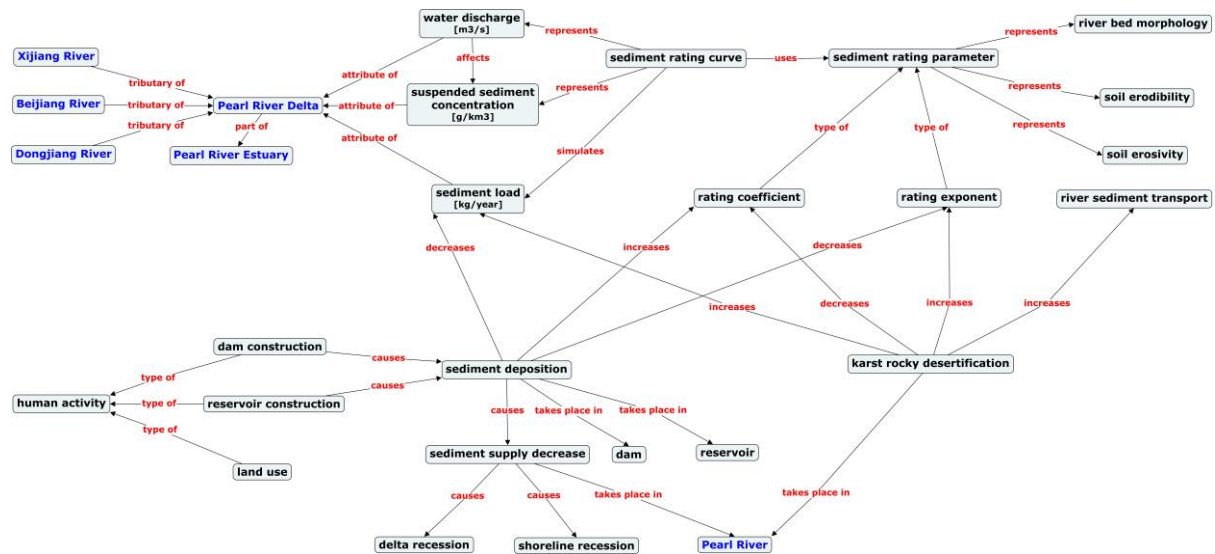 water discharge
[m3/s]
river bed morphology
represents
represents
Xijiang River
sediment rating curve
uses
sediment rating parameter
affects
attribute of
tributary of
represents
represents
suspended sediment
concentration
[g/km3]
soil erodibility
Beijiang River
tributary of
Pearl River Delta
attribute of
part of
type of
type of
represents
attribute of
tributary of
simulates
Dongjiang River
Pearl River Estuary
soil erosivity
sediment load
[kg/year]
rating coefficient
rating exponent
river sediment transport
decreases
increases
decreases
increases
decreases
increases
increases
dam construction
causes
sediment deposition
karst rocky desertification
type of
causes
human activity
type of
reservoir construction
type of
causes
takes place in
takes place in
sediment supply decrease
dam
reservoir
land use
causes
causes
takes place in
takes place in
delta recession
shoreline recession
Pearl River